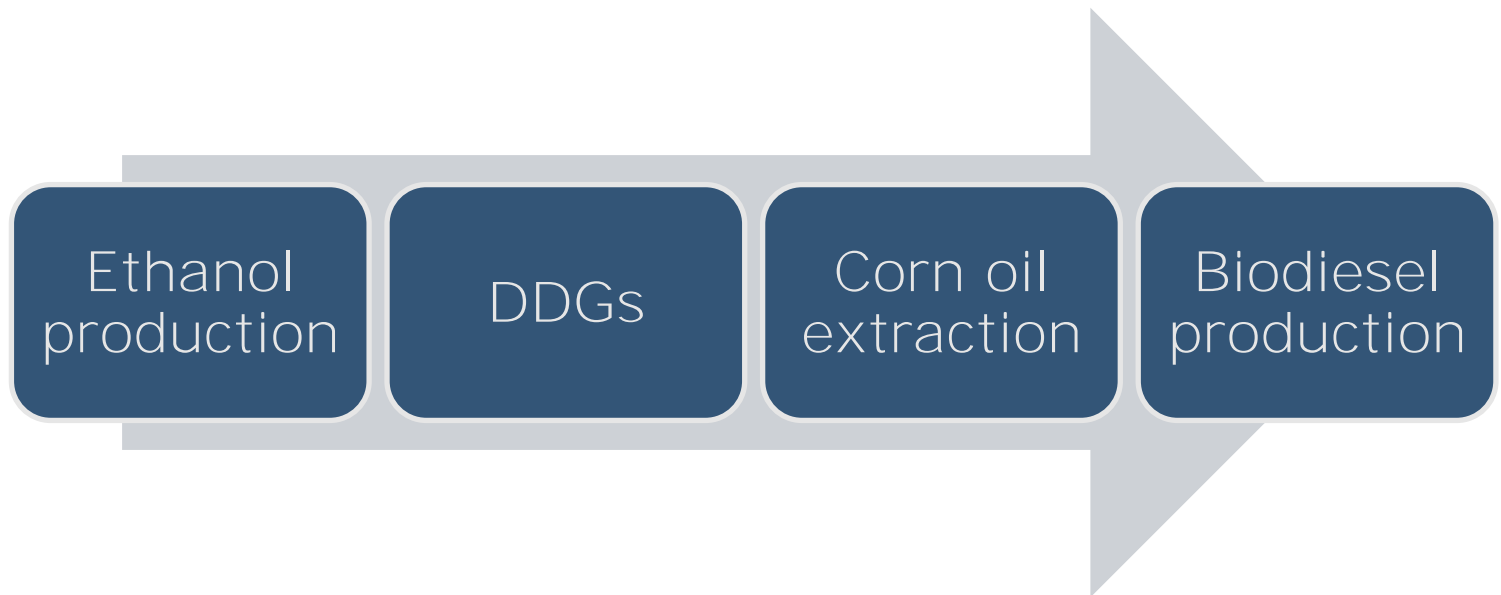 Ethanol
production
DDGs
Corn oil
extraction
Biodiesel
production